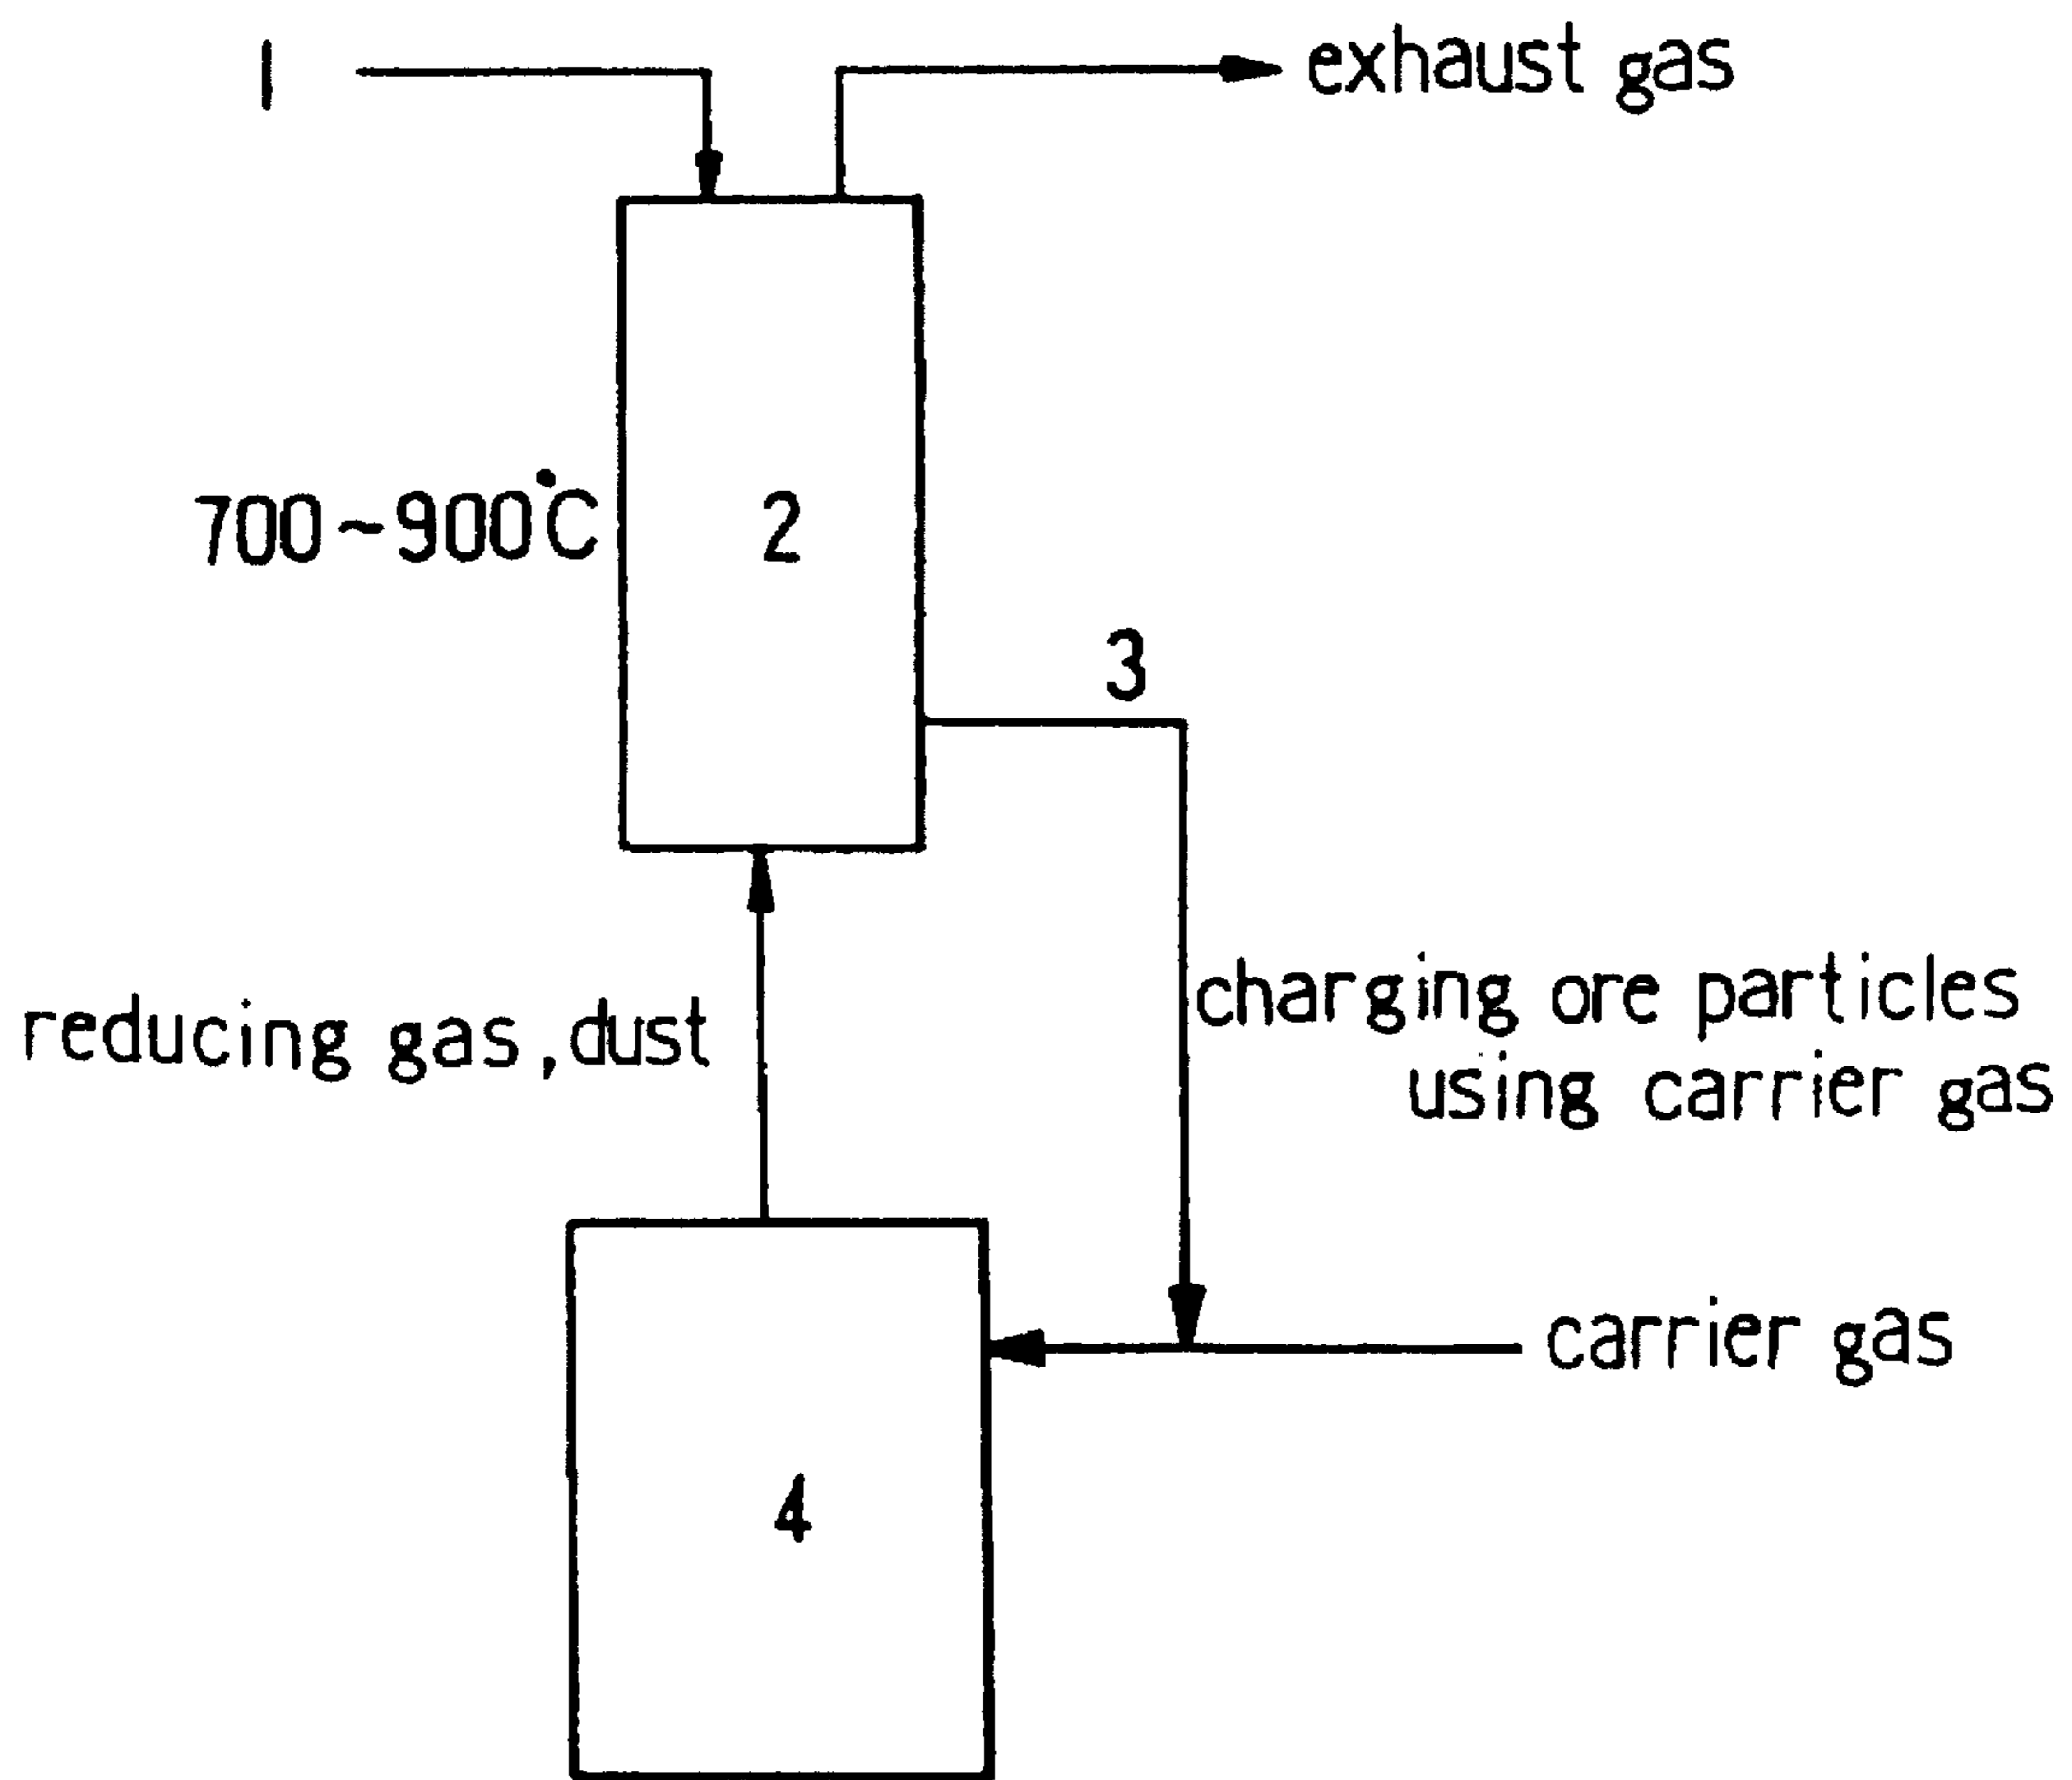 1
exhaust gas
700~900°C
2
3
charging ore particles
using carrier gas
reducing gas,dust
carrier gas
4